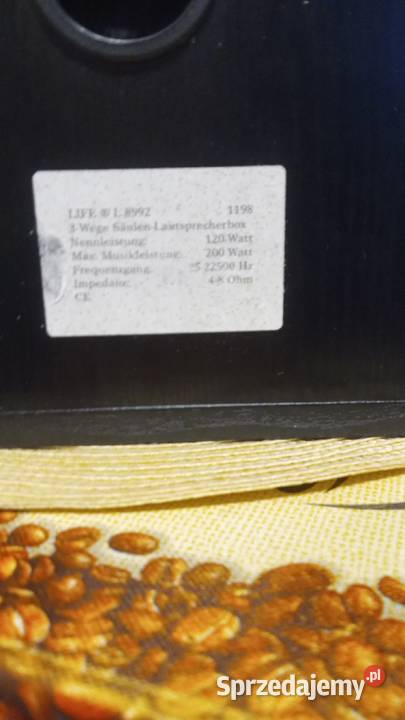 LIFE ® L 8992 1198
3-Wege Säulen-Lautsprecherbox
Nennleistung: 120 Watt
Max. Musikleistung: 200 Watt
Frequenzgang: 22500 Hz
Impedanz: 4-8 Ohm
CE
Sprzedajemy.pl